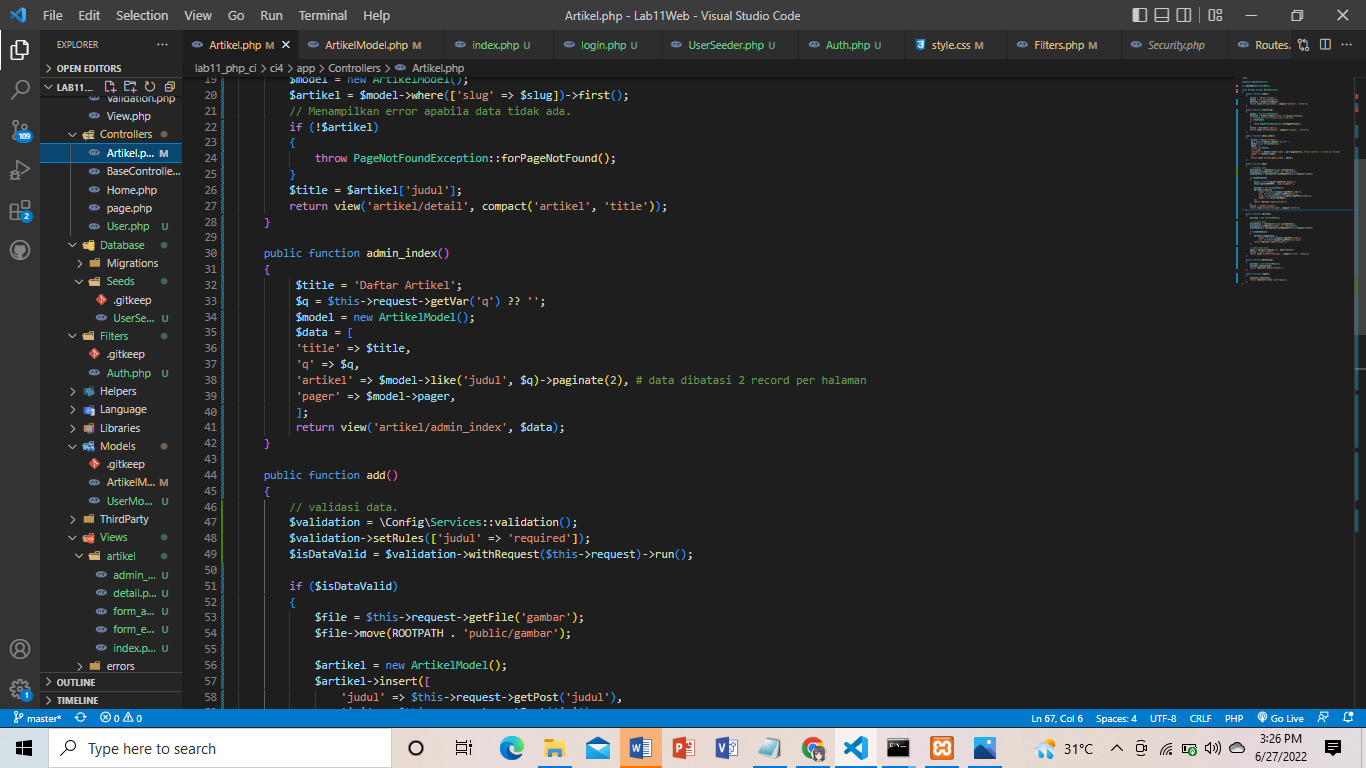 File Edit Selection View Go Run Terminal Help Artikel.php - Lab11Web - Visual Studio Code
EXPLORER ··· Artikel.php M ArtikelModel.php M index.php U login.php U UserSeeder.php U Auth.php U style.css M Filters.php M Security.php Routes.
OPEN EDITORS
lab11_php_ci > ci4 > app > Controllers > Artikel.php
LAB11...
Validation.php
View.php
Controllers
Artikel.p... M
BaseControlle...
Home.php
page.php
User.php U
Database
Migrations
Seeds
.gitkeep
UserSe... U
Filters
.gitkeep
Auth.php U
Helpers
Language
Libraries
Models
.gitkeep
ArtikelM... M
UserMo... U
ThirdParty
Views
artikel
admin_... U
detail.p... U
form_a... U
form_e... U
index.p... U
errors
OUTLINE
TIMELINE
19 $model = new ArtikelModel();
20 $artikel = $model->where(['slug' => $slug])->first();
21 // Menampilkan error apabila data tidak ada.
22 if (!$artikel)
23 {
24 throw PageNotFoundException::forPageNotFound();
25 }
26 $title = $artikel['judul'];
27 return view('artikel/detail', compact('artikel', 'title'));
28 }
29
30 public function admin_index()
31 {
32 $title = 'Daftar Artikel';
33 $q = $this->request->getVar('q') ?? '';
34 $model = new ArtikelModel();
35 $data = [
36 'title' => $title,
37 'q' => $q,
38 'artikel' => $model->like('judul', $q)->paginate(2), # data dibatasi 2 record per halaman
39 'pager' => $model->pager,
40 ];
41 return view('artikel/admin_index', $data);
42 }
43
44 public function add()
45 {
46 // validasi data.
47 $validation = \Config\Services::validation();
48 $validation->setRules(['judul' => 'required']);
49 $isDataValid = $validation->withRequest($this->request)->run();
50
51 if ($isDataValid)
52 {
53 $file = $this->request->getFile('gambar');
54 $file->move(ROOTPATH . 'public/gambar');
55
56 $artikel = new ArtikelModel();
57 $artikel->insert([
58 'judul' => $this->request->getPost('judul'),
109
2
1
master* 0 0 Ln 67, Col 6 Spaces: 4 UTF-8 CRLF PHP Go Live
Type here to search 31°C 3:26 PM
6/27/2022